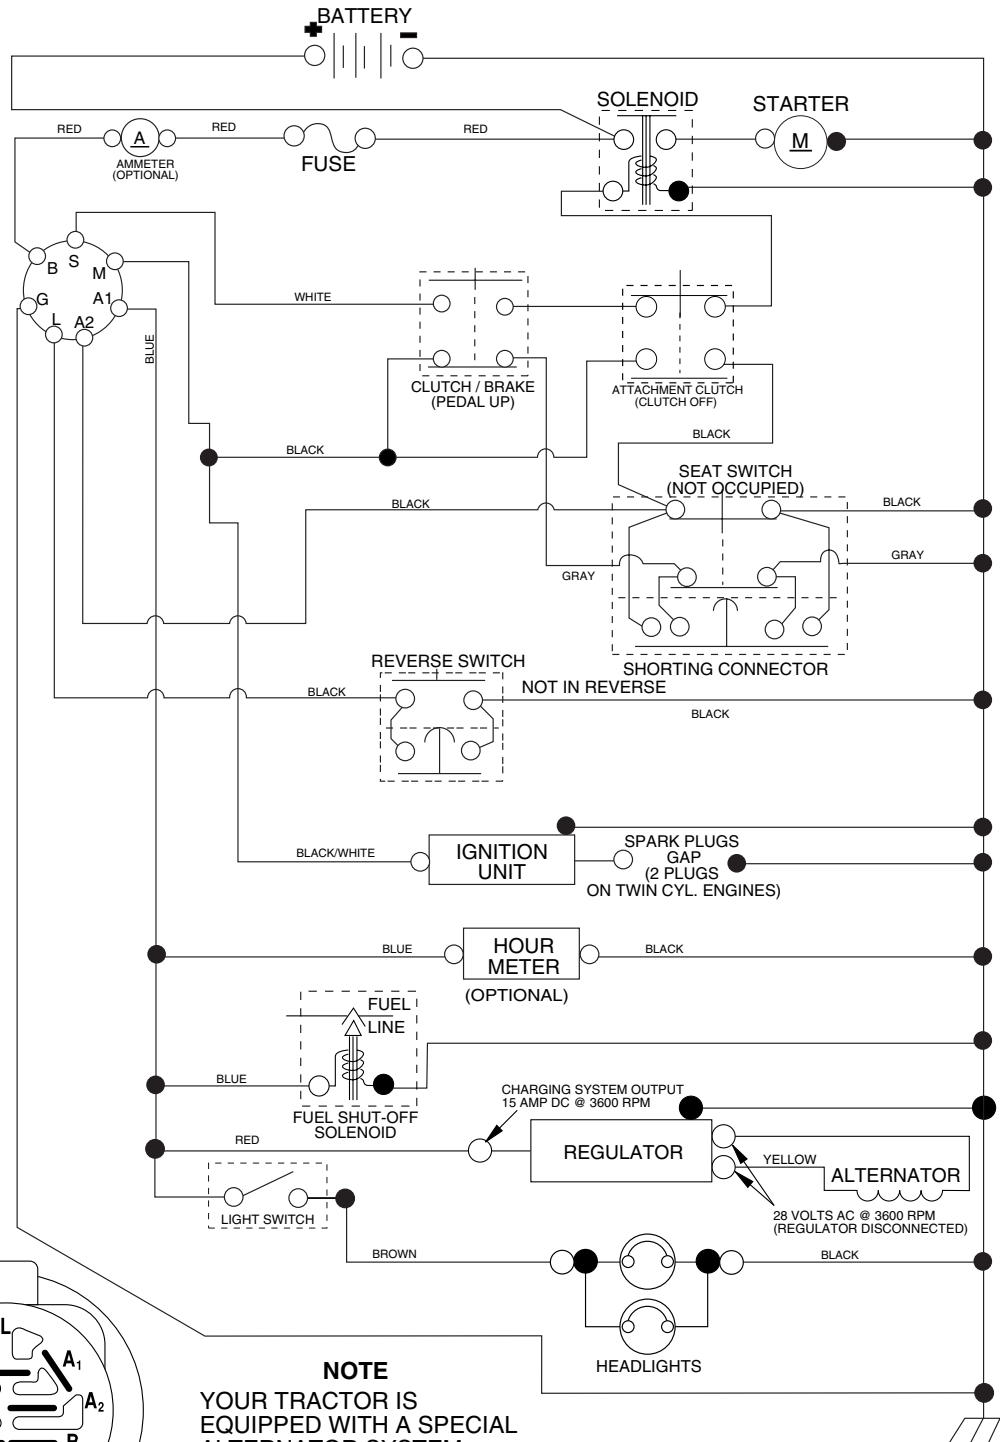 BATTERY
SOLENOID
STARTER
RED
A
RED
RED
M
AMMETER
(OPTIONAL)
FUSE
B
S
M
G
A1
L
A2
WHITE
BLUE
CLUTCH / BRAKE
(PEDAL UP)
ATTACHMENT CLUTCH
(CLUTCH OFF)
BLACK
BLACK
SEAT SWITCH
(NOT OCCUPIED)
BLACK
BLACK
GRAY
GRAY
SHORTING CONNECTOR
REVERSE SWITCH
NOT IN REVERSE
BLACK
BLACK
BLACK/WHITE
IGNITION
UNIT
SPARK PLUGS
GAP
(2 PLUGS
ON TWIN CYL. ENGINES)
BLUE
HOUR
METER
BLACK
(OPTIONAL)
FUEL
LINE
BLUE
FUEL SHUT-OFF
SOLENOID
CHARGING SYSTEM OUTPUT
15 AMP DC @ 3600 RPM
RED
REGULATOR
YELLOW
ALTERNATOR
28 VOLTS AC @ 3600 RPM
(REGULATOR DISCONNECTED)
LIGHT SWITCH
BROWN
BLACK
HEADLIGHTS
L
A1
A2
B
NOTE
YOUR TRACTOR IS
EQUIPPED WITH A SPECIAL
ALTERNATOR SYSTEM